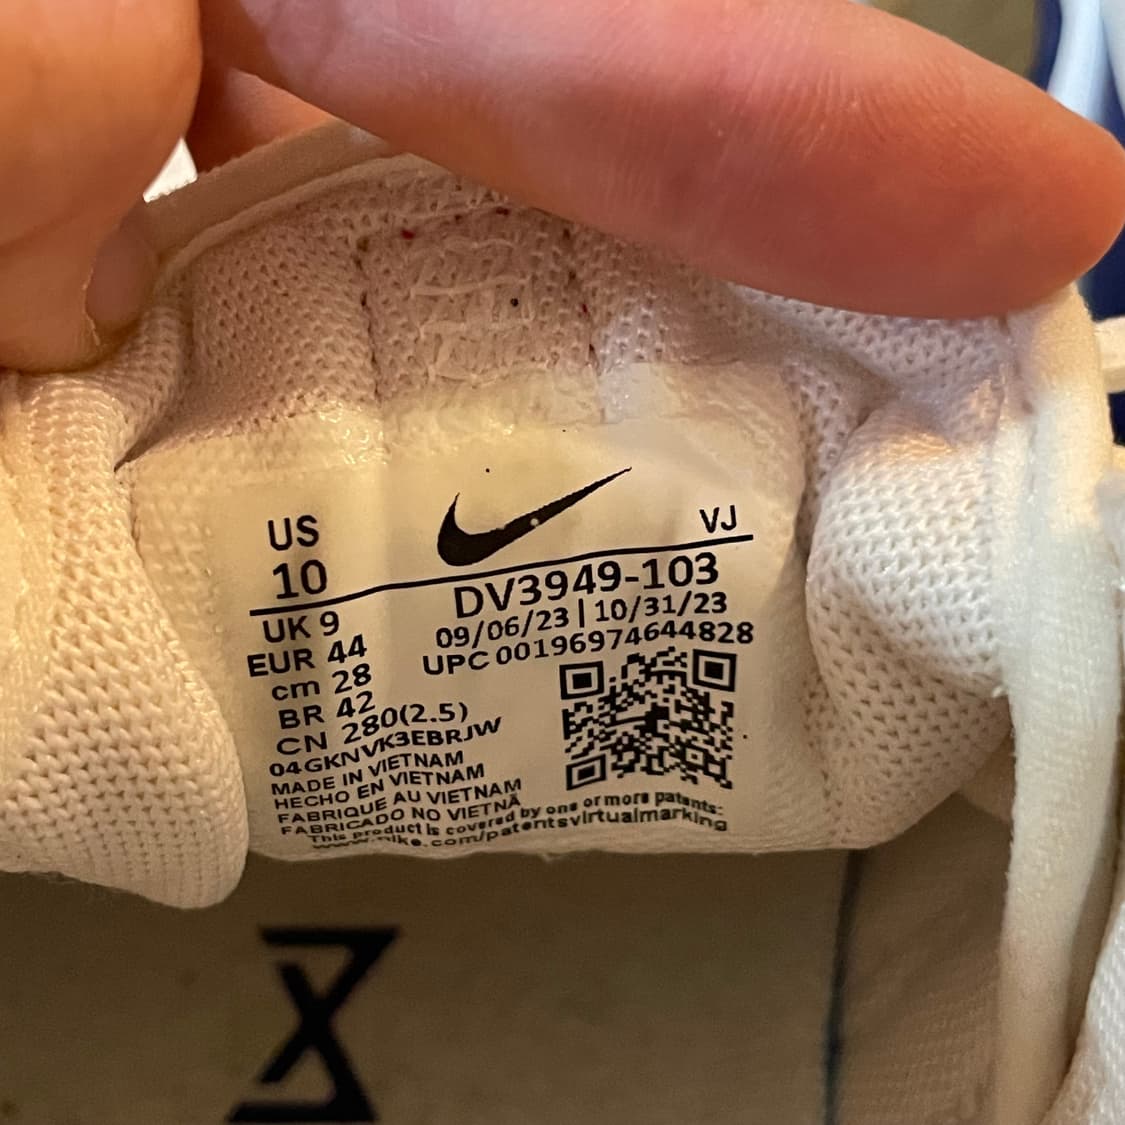 US
10
UK 9
EUR 44
cm 28
BR 42
CN 280(2.5)
04GKNVK3EBRJW
MADE IN VIETNAM
HECHO EN VIETNAM
FABRIQUE AU VIETNAM
FABRICADO NO VIETNÃ
VJ
DV3949-103
09/06/23 | 10/31/23
UPC 00196974644828
This product is covered by one or more patents:
www.nike.com/patentsvirtualmarking